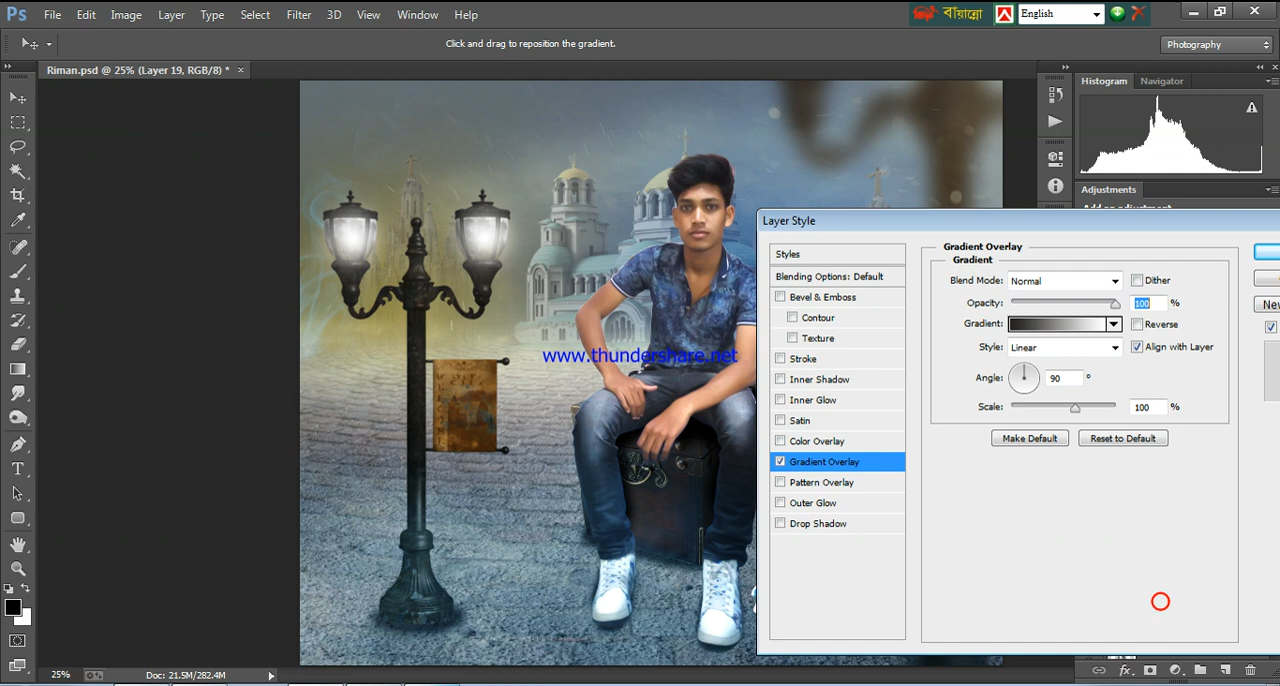 Ps File Edit Image Layer Type Select Filter 3D View Window Help
বায়ান্নো English
Click and drag to reposition the gradient.
Photography
Riman.psd @ 25% (Layer 19, RGB/8) *
Histogram Navigator
Adjustments
Layer Style
Styles
Blending Options: Default
Bevel & Emboss
Contour
Texture
Stroke
Inner Shadow
Inner Glow
Satin
Color Overlay
Gradient Overlay
Pattern Overlay
Outer Glow
Drop Shadow
Gradient Overlay
Gradient
Blend Mode: Normal Dither
Opacity: 100 %
Gradient: Reverse
Style: Linear Align with Layer
Angle: 90 °
Scale: 100 %
Make Default Reset to Default
New
www.thundershare.net
25% Doc: 21.5M/282.4M